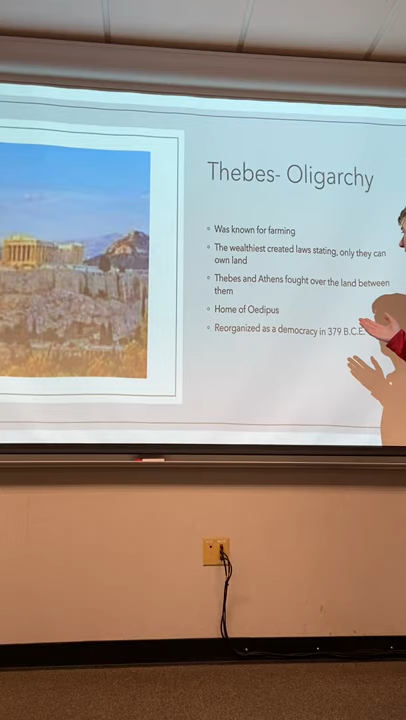 Thebes- Oligarchy
Was known for farming
The wealthiest created laws stating, only they can
own land
Thebes and Athens fought over the land between
them
Home of Oedipus
Reorganized as a democracy in 379 B.C.E.